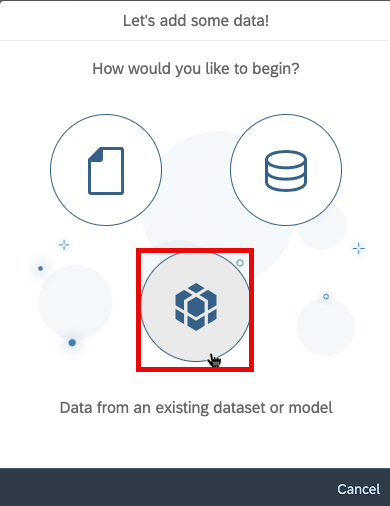 Let's add some data!
How would you like to begin?
Data from an existing dataset or model
Cancel